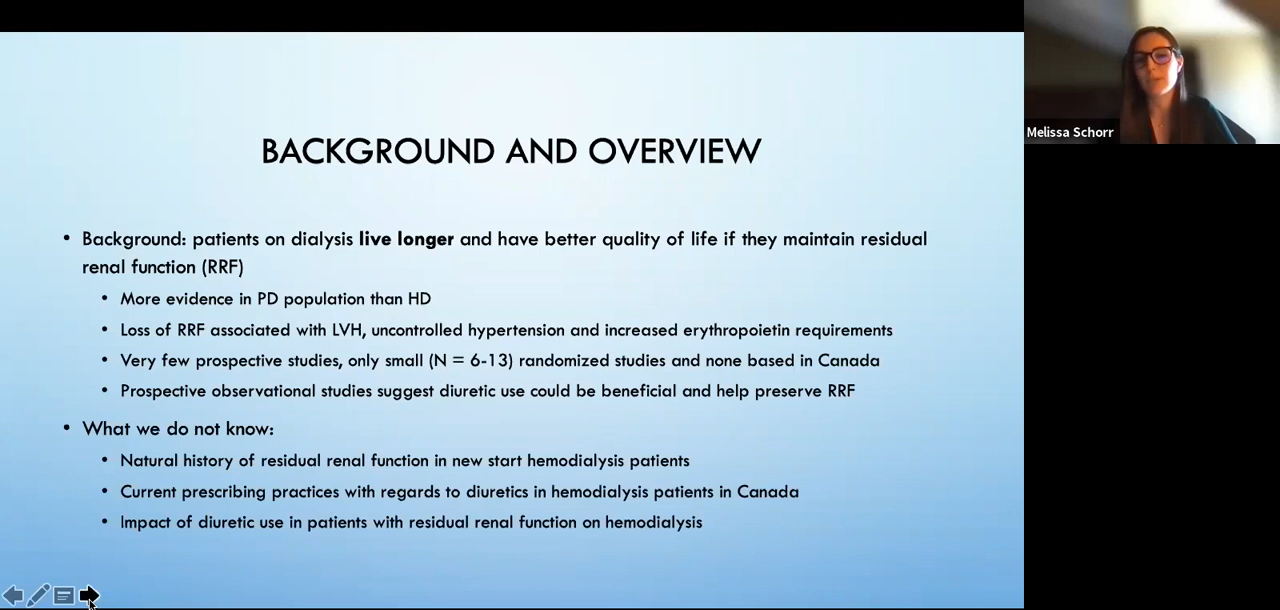 BACKGROUND AND OVERVIEW
• Background: patients on dialysis live longer and have better quality of life if they maintain residual
renal function (RRF)
• More evidence in PD population than HD
• Loss of RRF associated with LVH, uncontrolled hypertension and increased erythropoietin requirements
• Very few prospective studies, only small (N = 6-13) randomized studies and none based in Canada
• Prospective observational studies suggest diuretic use could be beneficial and help preserve RRF
• What we do not know:
• Natural history of residual renal function in new start hemodialysis patients
• Current prescribing practices with regards to diuretics in hemodialysis patients in Canada
• Impact of diuretic use in patients with residual renal function on hemodialysis
Melissa Schorr